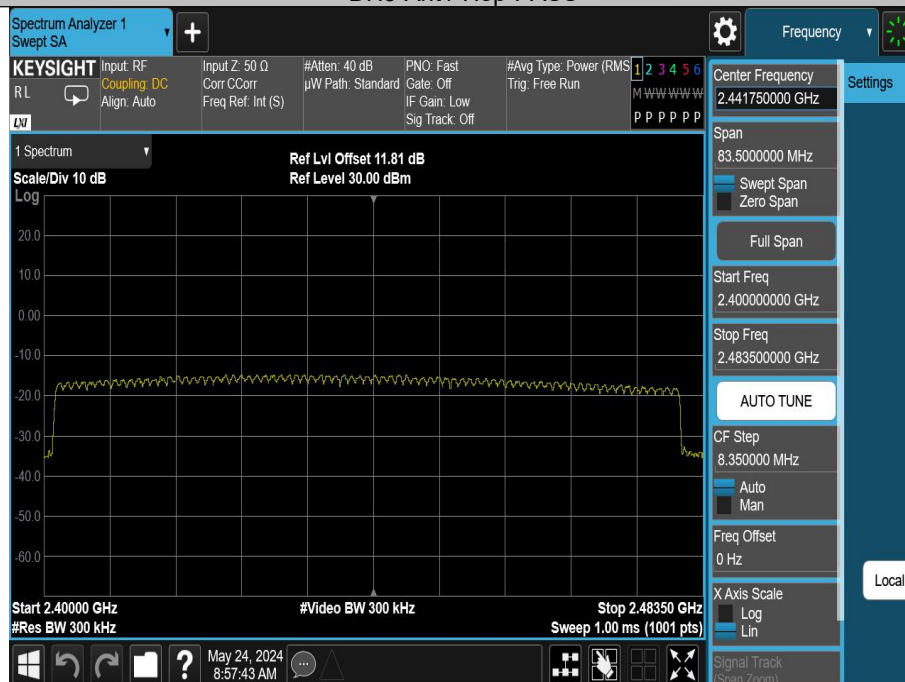 Spectrum Analyzer 1
Swept SA
Frequency
KEYSIGHT
RL
LXI
Input: RF
Coupling: DC
Align: Auto
Input Z: 50 Ω
Corr CCorr
Freq Ref: Int (S)
#Atten: 40 dB
µW Path: Standard
PNO: Fast
Gate: Off
IF Gain: Low
Sig Track: Off
#Avg Type: Power (RMS
Trig: Free Run
1 2 3 4 5 6
M W W W W W
P P P P P P
1 Spectrum
Scale/Div 10 dB
Log
Ref Lvl Offset 11.81 dB
Ref Level 30.00 dBm
20.0
10.0
0.00
-10.0
-20.0
-30.0
-40.0
-50.0
-60.0
Start 2.40000 GHz
#Res BW 300 kHz
#Video BW 300 kHz
Stop 2.48350 GHz
Sweep 1.00 ms (1001 pts)
May 24, 2024
8:57:43 AM
Center Frequency
2.441750000 GHz
Settings
Span
83.5000000 MHz
Swept Span
Zero Span
Full Span
Start Freq
2.400000000 GHz
Stop Freq
2.483500000 GHz
AUTO TUNE
CF Step
8.350000 MHz
Auto
Man
Freq Offset
0 Hz
Local
X Axis Scale
Log
Lin
Signal Track
(Span Zoom)